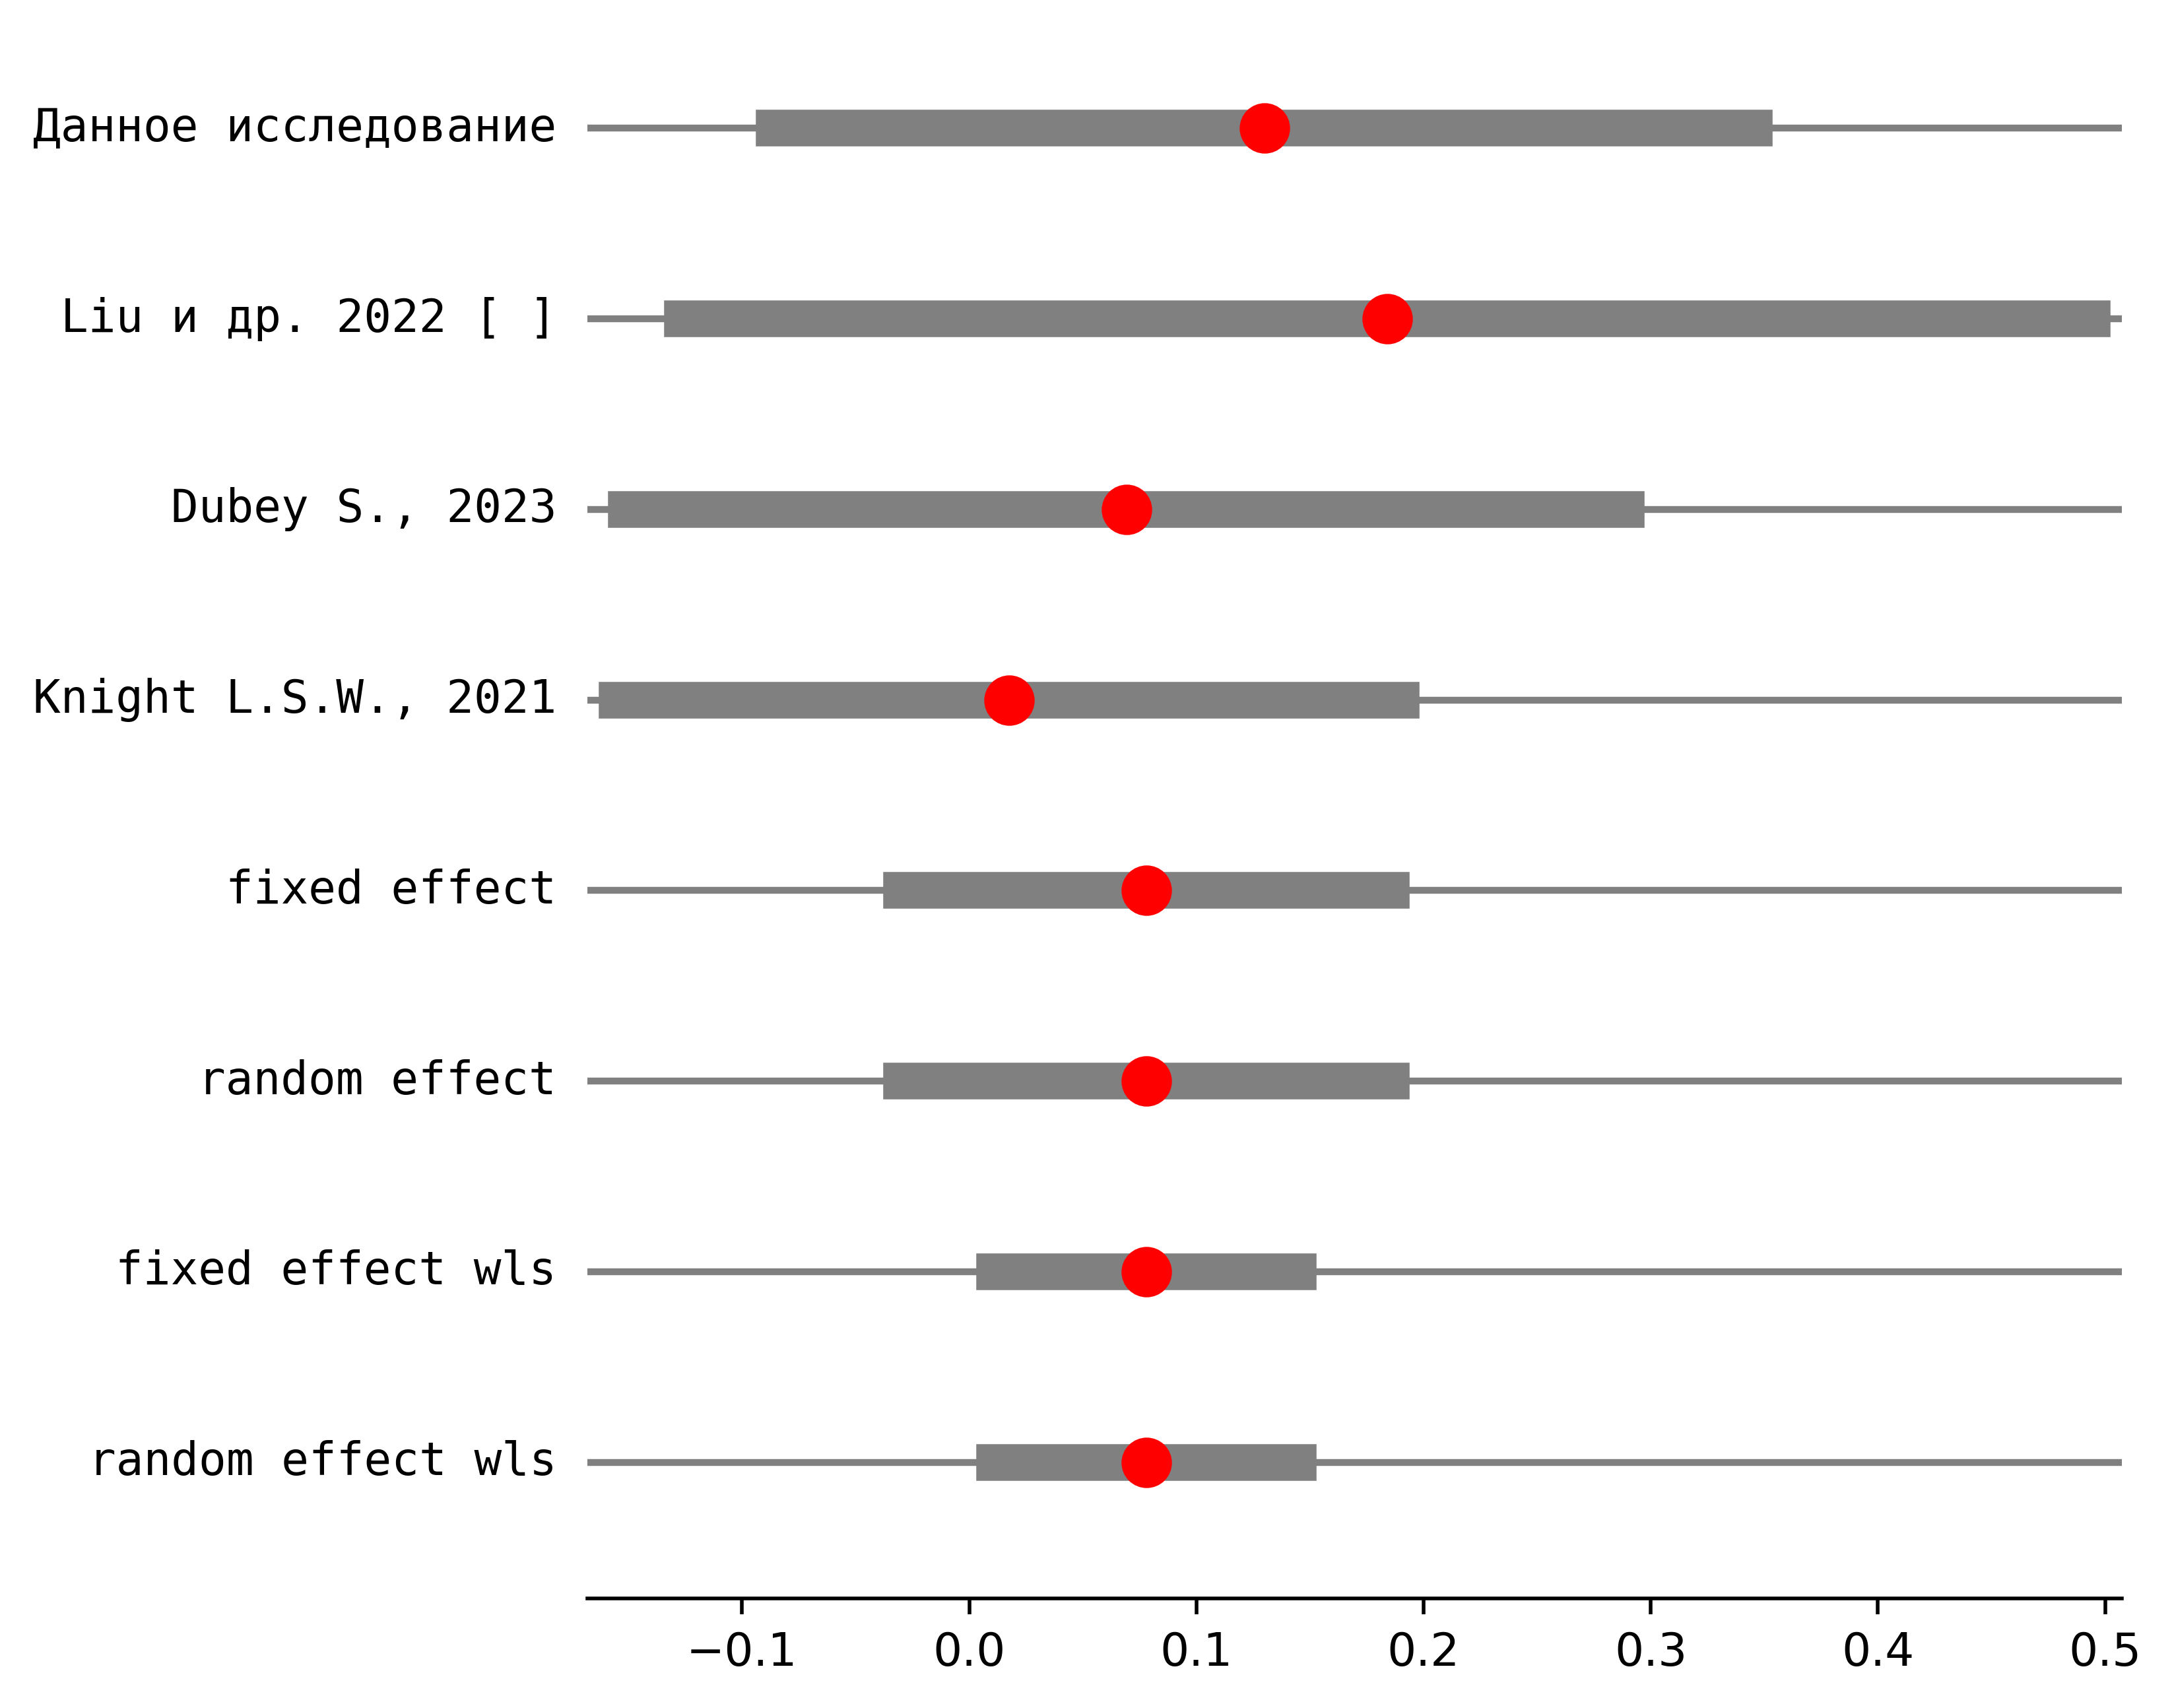 Данное исследование
Liu и др. 2022 [ ]
Dubey S., 2023
Knight L.S.W., 2021
fixed effect
random effect
fixed effect wls
random effect wls
−0.1 0.0 0.1 0.2 0.3 0.4 0.5